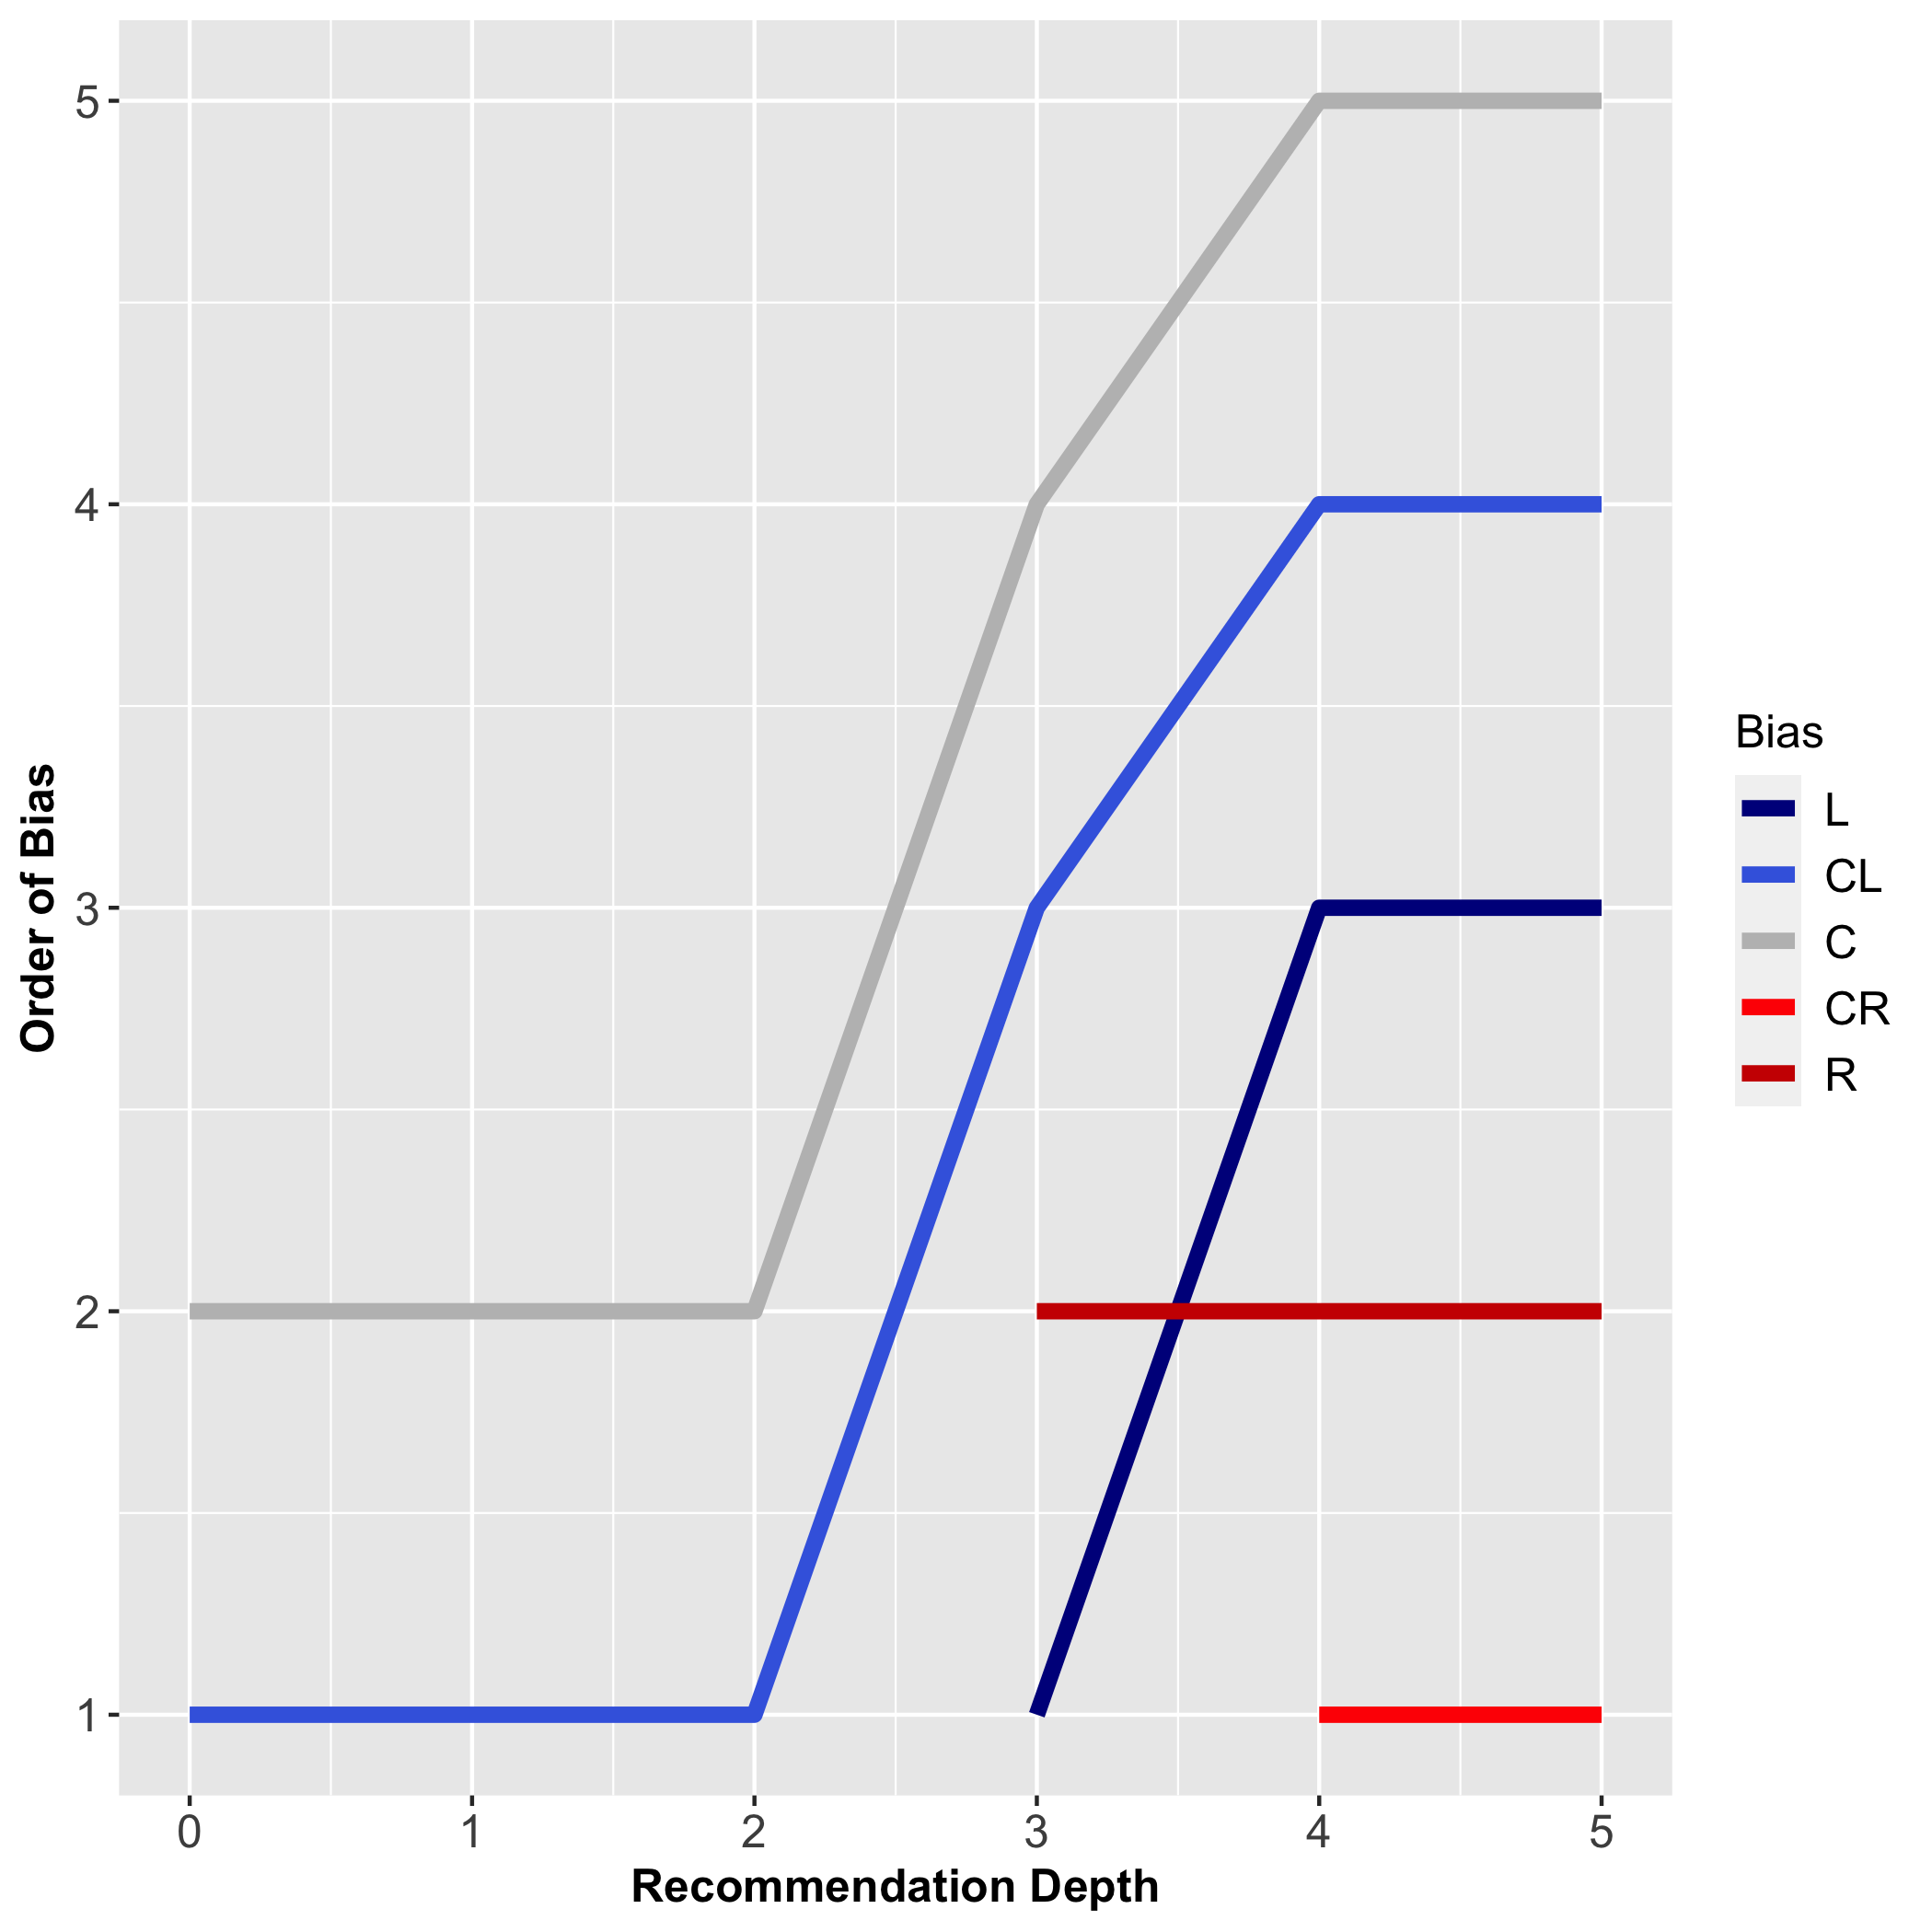 Order of Bias
5
4
3
2
1
0 1 2 3 4 5
Recommendation Depth
Bias
L
CL
C
CR
R